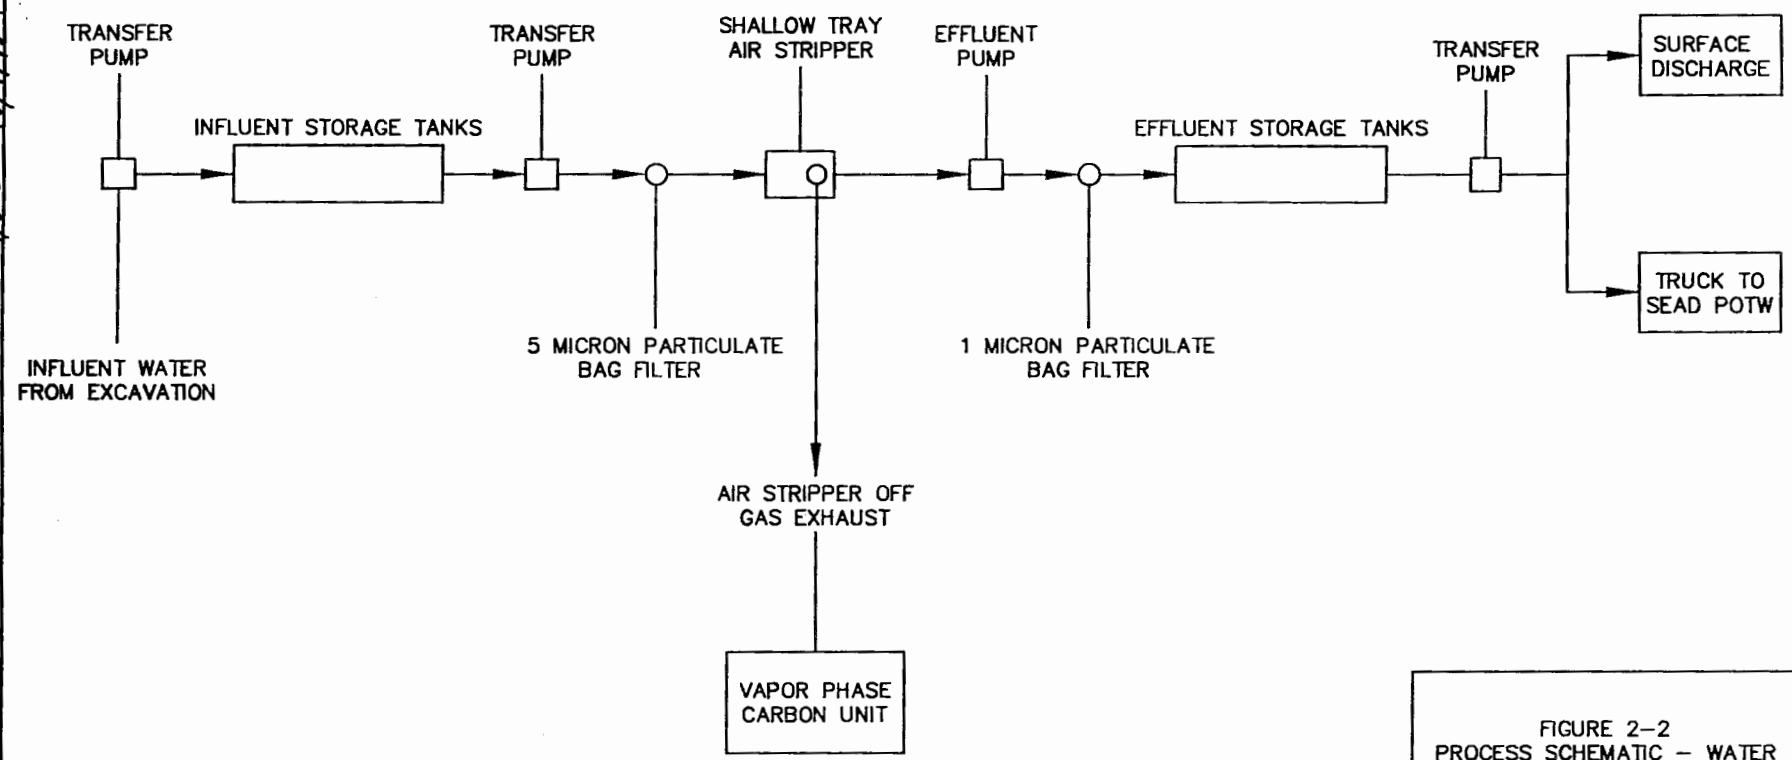 TRANSFER
PUMP
TRANSFER
PUMP
SHALLOW TRAY
AIR STRIPPER
EFFLUENT
PUMP
TRANSFER
PUMP
SURFACE
DISCHARGE
INFLUENT STORAGE TANKS
EFFLUENT STORAGE TANKS
TRUCK TO
SEAD POTW
INFLUENT WATER
FROM EXCAVATION
5 MICRON PARTICULATE
BAG FILTER
1 MICRON PARTICULATE
BAG FILTER
AIR STRIPPER OFF
GAS EXHAUST
VAPOR PHASE
CARBON UNIT
FIGURE 2-2
PROCESS SCHEMATIC - WATER